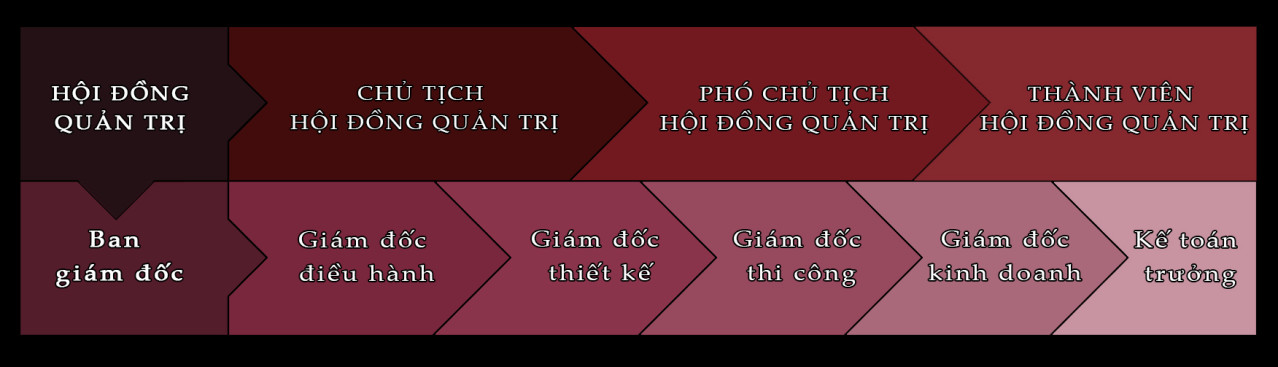 HỘI ĐỒNG
QUẢN TRỊ
CHỦ TỊCH
HỘI ĐỒNG QUẢN TRỊ
PHÓ CHỦ TỊCH
HỘI ĐỒNG QUẢN TRỊ
THÀNH VIÊN
HỘI ĐỒNG QUẢN TRỊ
Ban
giám đốc
Giám đốc
điều hành
Giám đốc
thiết kế
Giám đốc
thi công
Giám đốc
kinh doanh
Kế toán
trưởng